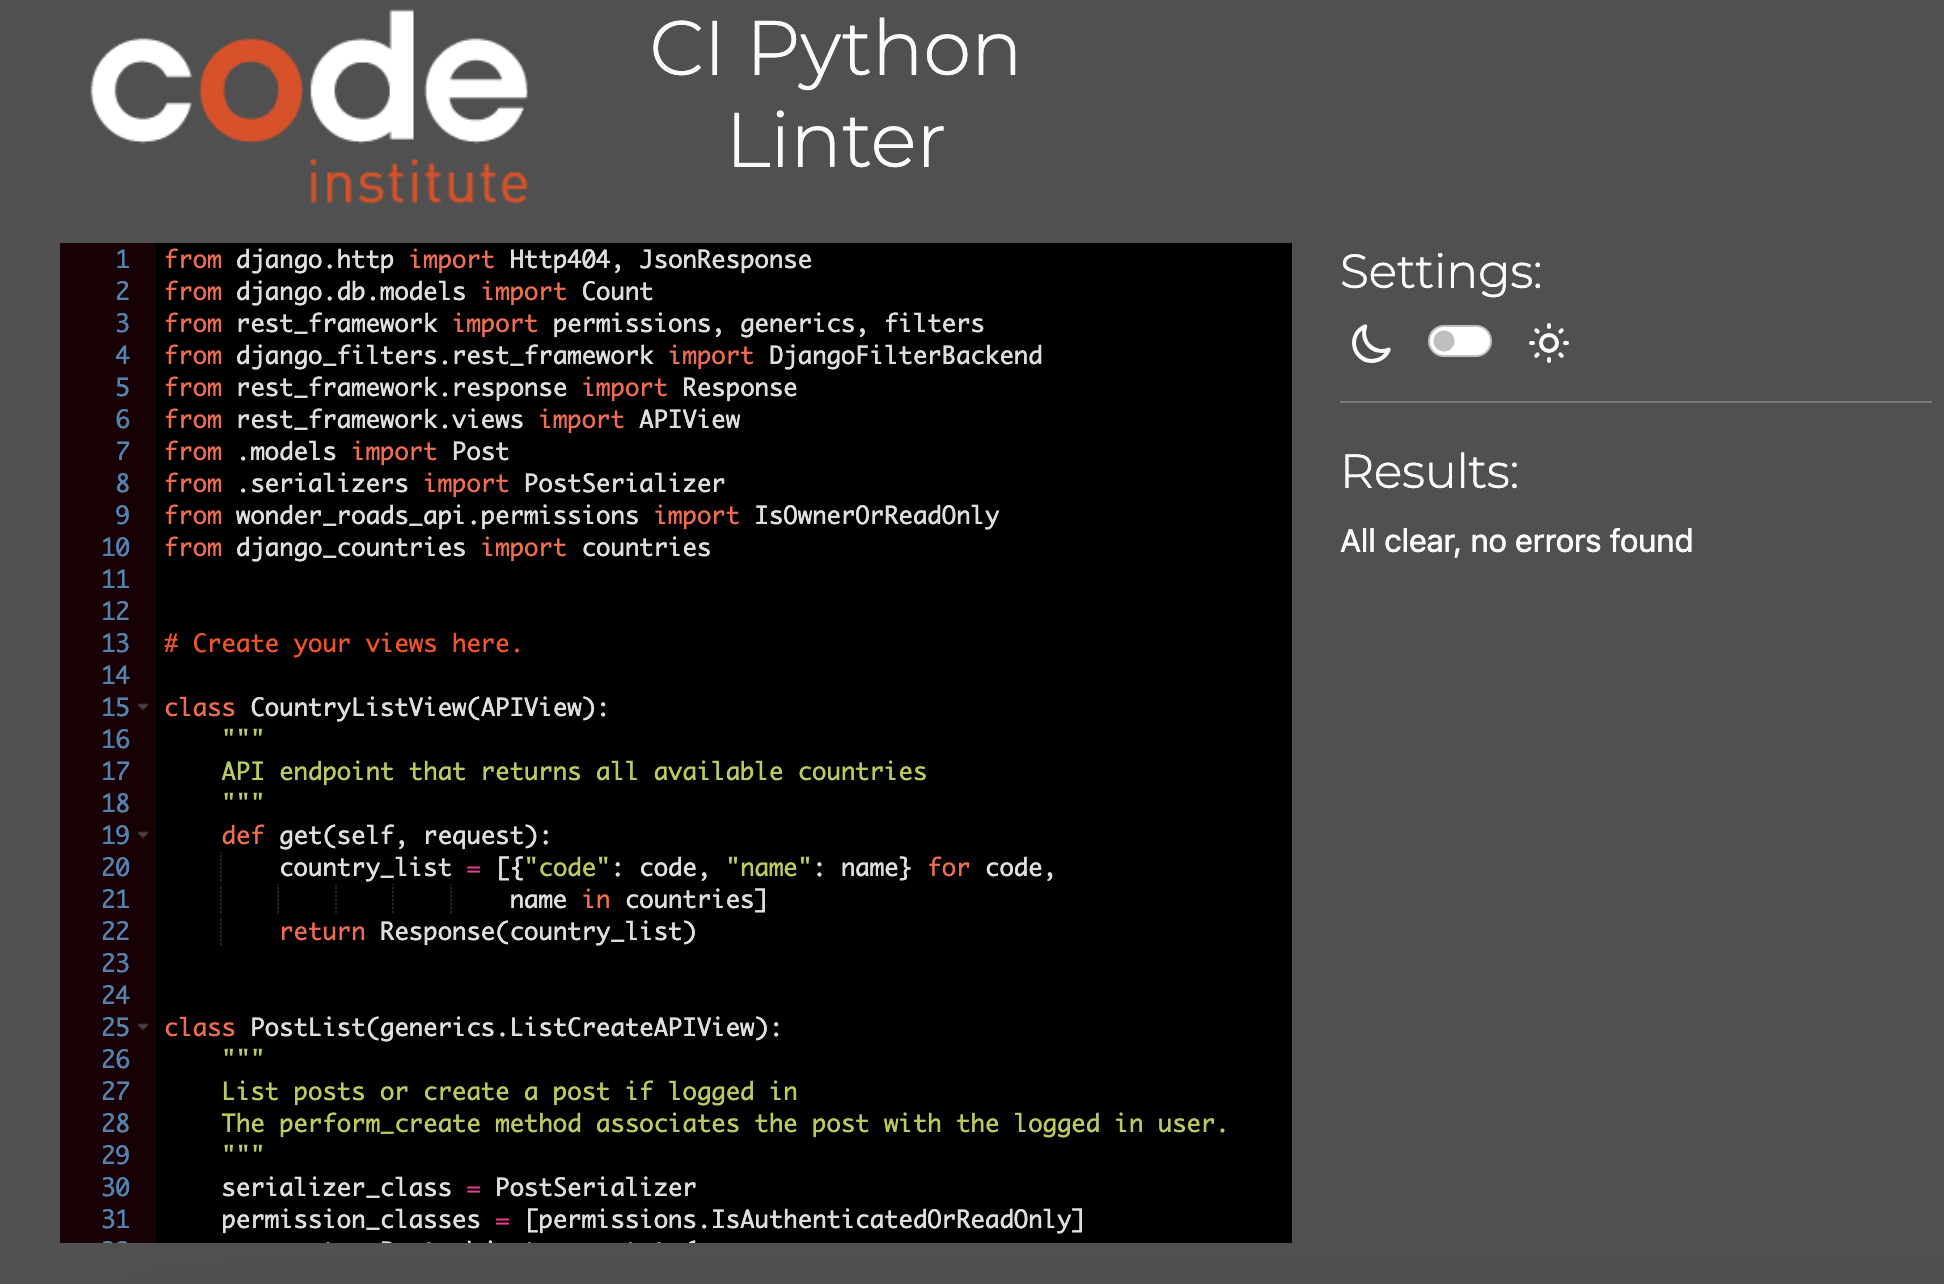 code
institute
CI Python
Linter
1 from django.http import Http404, JsonResponse
2 from django.db.models import Count
3 from rest_framework import permissions, generics, filters
4 from django_filters.rest_framework import DjangoFilterBackend
5 from rest_framework.response import Response
6 from rest_framework.views import APIView
7 from .models import Post
8 from .serializers import PostSerializer
9 from wonder_roads_api.permissions import IsOwnerOrReadOnly
10 from django_countries import countries
11
12
13 # Create your views here.
14
15 class CountryListView(APIView):
16     """
17     API endpoint that returns all available countries
18     """
19     def get(self, request):
20         country_list = [{"code": code, "name": name} for code,
21                         name in countries]
22         return Response(country_list)
23
24
25 class PostList(generics.ListCreateAPIView):
26     """
27     List posts or create a post if logged in
28     The perform_create method associates the post with the logged in user.
29     """
30     serializer_class = PostSerializer
31     permission_classes = [permissions.IsAuthenticatedOrReadOnly]
Settings:
Results:
All clear, no errors found